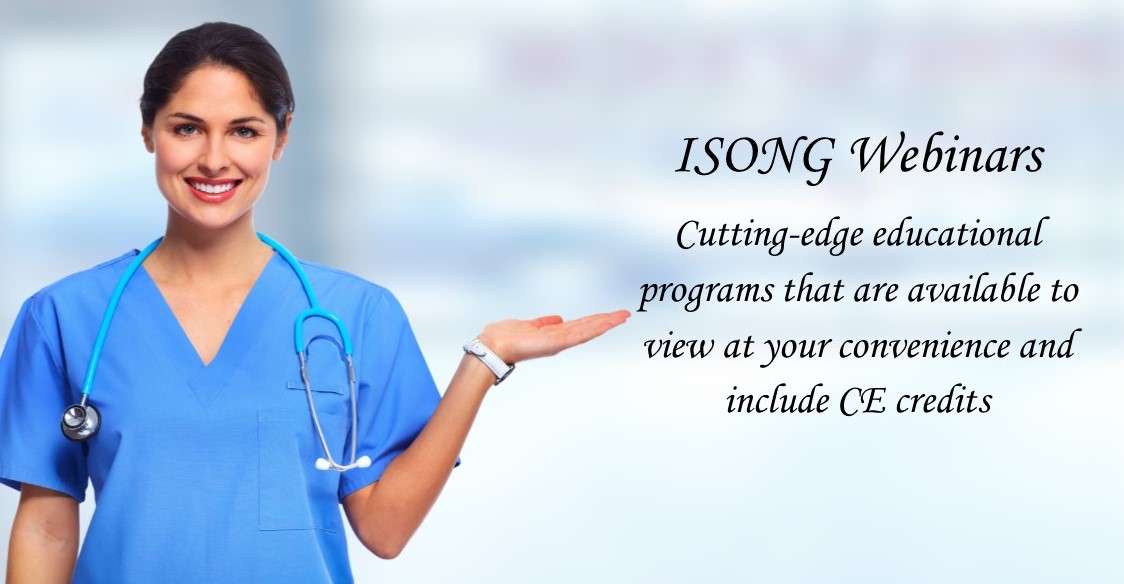 ISONG Webinars
Cutting-edge educational
programs that are available to
view at your convenience and
include CE credits